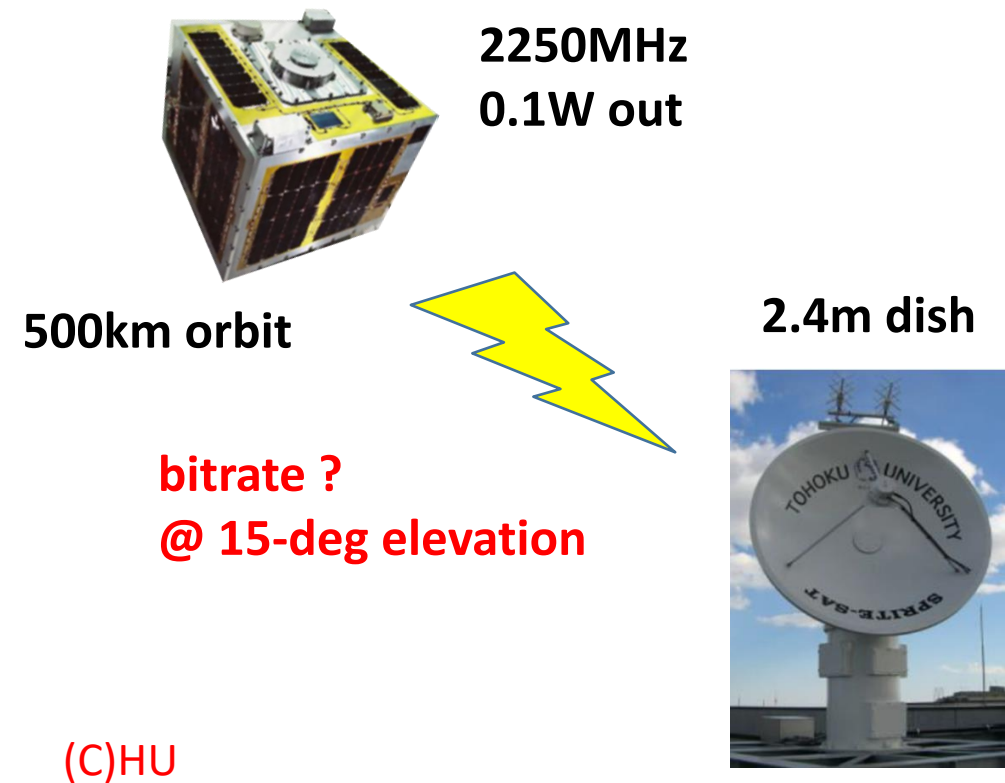 2250MHz
0.1W out
500km orbit
2.4m dish
bitrate ?
@ 15-deg elevation
TOHOKU UNIVERSITY
SPRITE-SAT
(C)HU